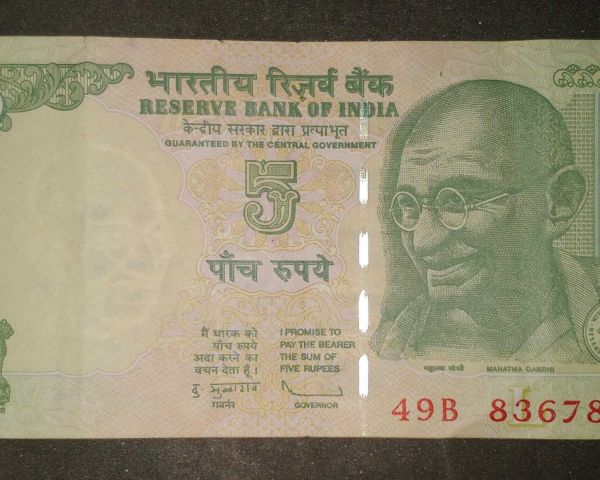 भारतीय रिज़र्व बैंक
RESERVE BANK OF INDIA
केन्द्रीय सरकार द्वारा प्रत्याभूत
GUARANTEED BY THE CENTRAL GOVERNMENT
5
पाँच रुपये
मैं धारक को
पाँच रुपये
अदा करने का
वचन देता हूँ।
गवर्नर
I PROMISE TO
PAY THE BEARER
THE SUM OF
FIVE RUPEES
GOVERNOR
महात्मा गांधी MAHATMA GANDHI
L
49B 83678